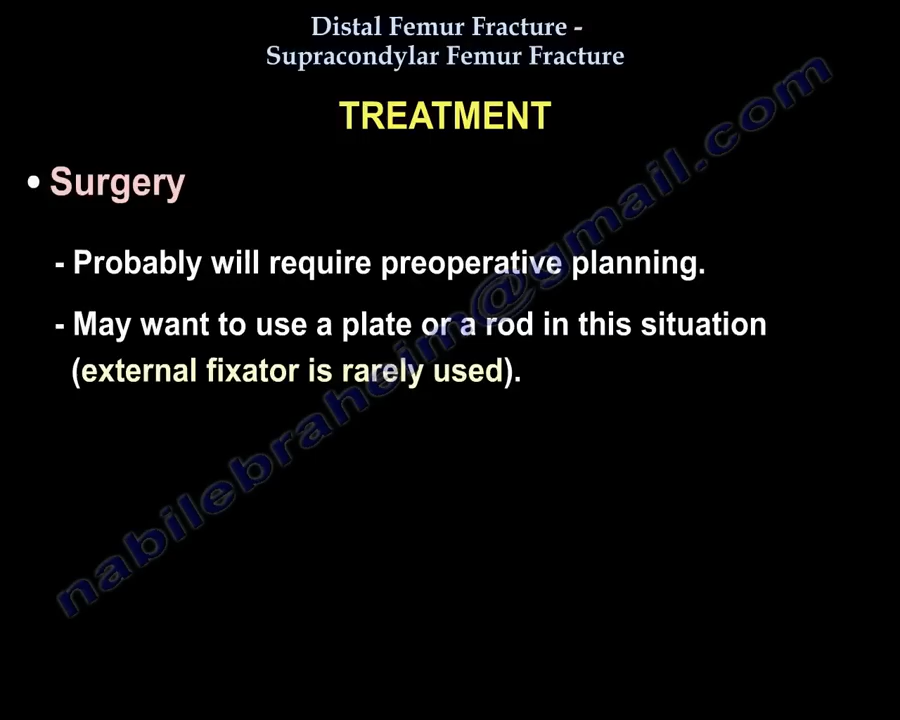 Distal Femur Fracture -
Supracondylar Femur Fracture
TREATMENT
• Surgery
- Probably will require preoperative planning.
- May want to use a plate or a rod in this situation
(external fixator is rarely used).
nabilebraheim@gmail.com